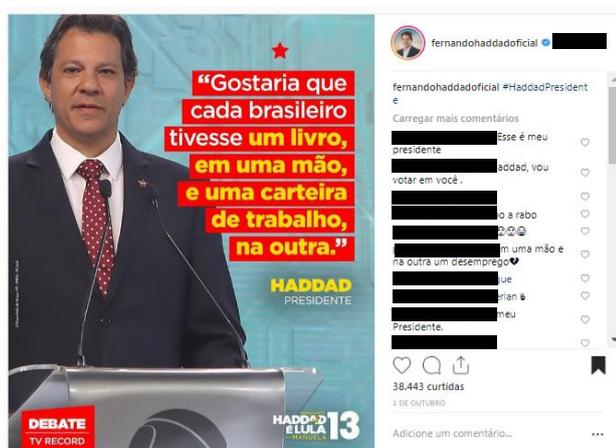 "Gostaria que
cada brasileiro
tivesse um livro,
em uma mão,
e uma carteira
de trabalho,
na outra."
HADDAD
PRESIDENTE
DEBATE
TV RECORD
HADDAD
É LULA
MANUELA
13
fernandohaddadoficial
fernandohaddadoficial #HaddadPresident
e
Carregar mais comentários
Esse é meu
presidente
addad, vou
votar em você .
o a rabo
m uma mão e
na outra um desemprego
gue
erian
meu
Presidente.
38.443 curtidas
1 DE OUTUBRO
Adicione um comentário...